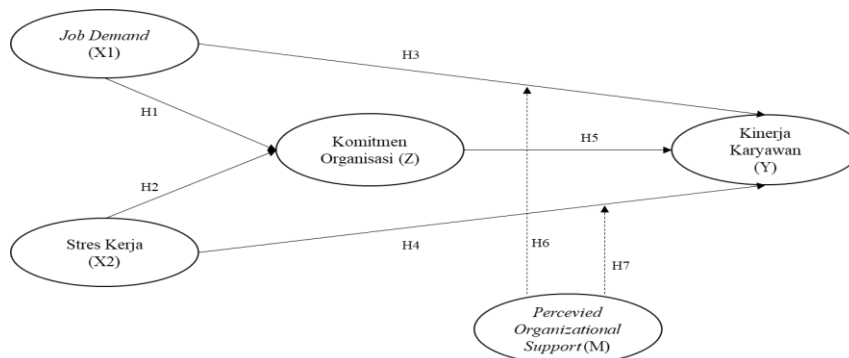 Job Demand
(X1)
H3
H1
Komitmen
Organisasi (Z)
H5
Kinerja
Karyawan
(Y)
H2
Stres Kerja
(X2)
H4
H6
H7
Percevied
Organizational
Support (M)